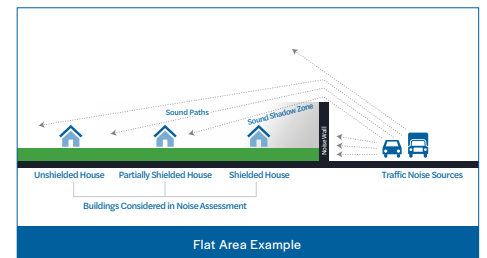 Sound Paths
Sound Shadow Zone
Noise Wall
Unshielded House
Partially Shielded House
Shielded House
Traffic Noise Sources
Buildings Considered in Noise Assessment
Flat Area Example